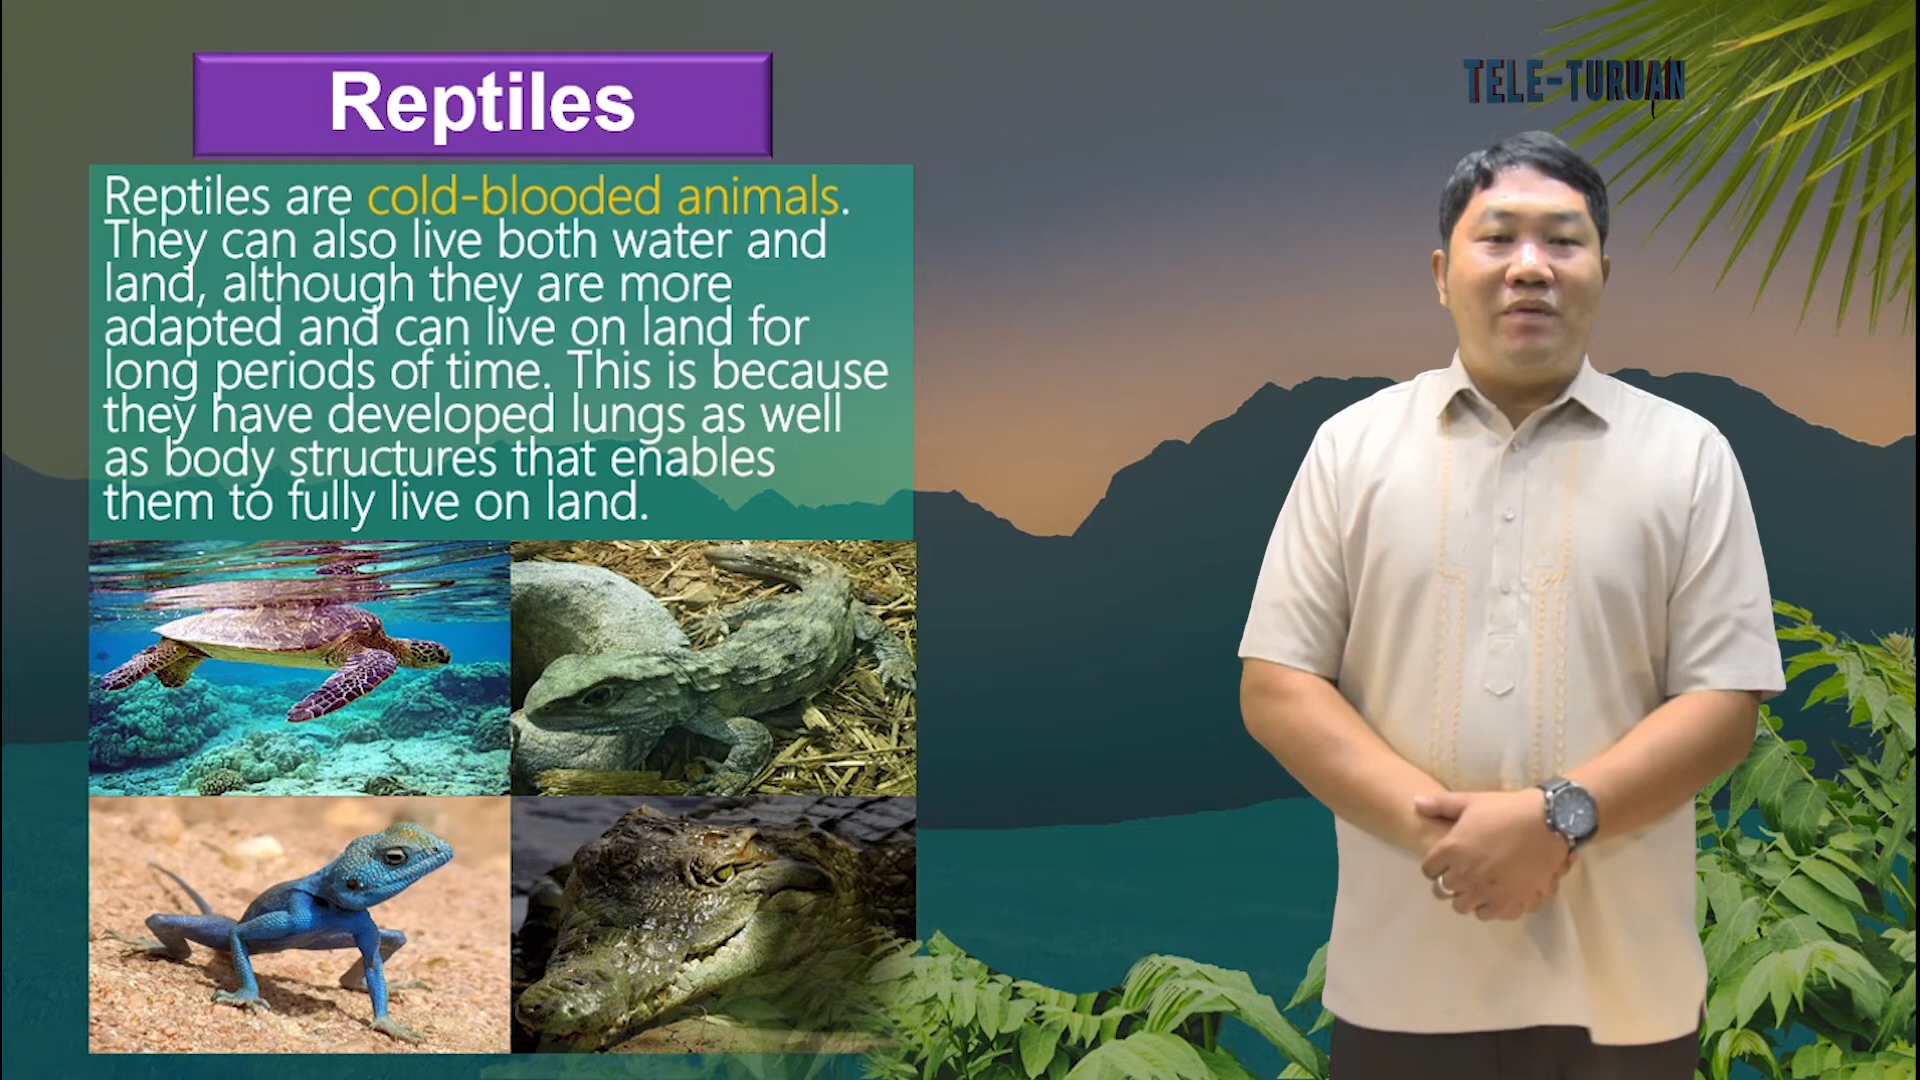 Reptiles
TELE-TURUAN
Reptiles are cold-blooded animals.
They can also live both water and
land, although they are more
adapted and can live on land for
long periods of time. This is because
they have developed lungs as well
as body structures that enables
them to fully live on land.